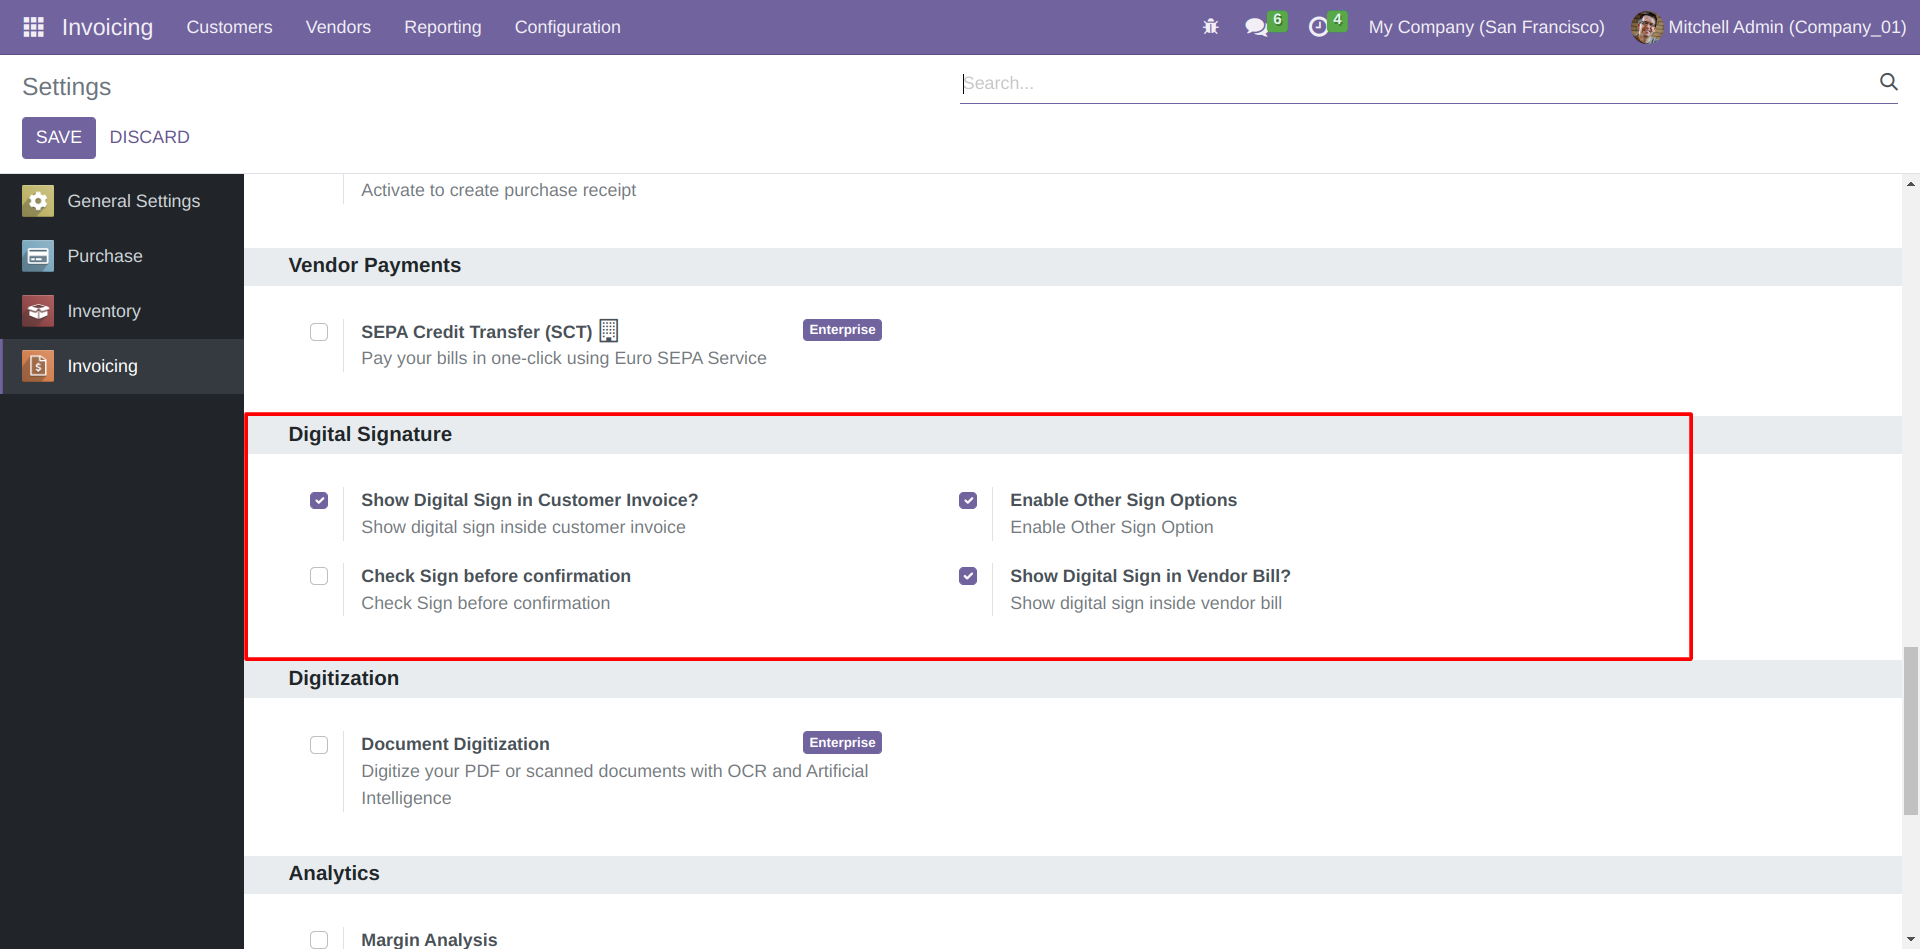 Invoicing Customers Vendors Reporting Configuration 6 4 My Company (San Francisco) Mitchell Admin (Company_01)
Settings
Search...
SAVE DISCARD
General Settings
Purchase
Inventory
Invoicing
Activate to create purchase receipt
Vendor Payments
SEPA Credit Transfer (SCT) Enterprise
Pay your bills in one-click using Euro SEPA Service
Digital Signature
Show Digital Sign in Customer Invoice?
Show digital sign inside customer invoice
Enable Other Sign Options
Enable Other Sign Option
Check Sign before confirmation
Check Sign before confirmation
Show Digital Sign in Vendor Bill?
Show digital sign inside vendor bill
Digitization
Document Digitization Enterprise
Digitize your PDF or scanned documents with OCR and Artificial
Intelligence
Analytics
Margin Analysis